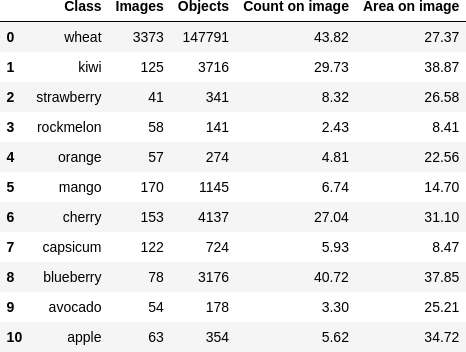 Class Images Objects Count on image Area on image
0 wheat 3373 147791 43.82 27.37
1 kiwi 125 3716 29.73 38.87
2 strawberry 41 341 8.32 26.58
3 rockmelon 58 141 2.43 8.41
4 orange 57 274 4.81 22.56
5 mango 170 1145 6.74 14.70
6 cherry 153 4137 27.04 31.10
7 capsicum 122 724 5.93 8.47
8 blueberry 78 3176 40.72 37.85
9 avocado 54 178 3.30 25.21
10 apple 63 354 5.62 34.72